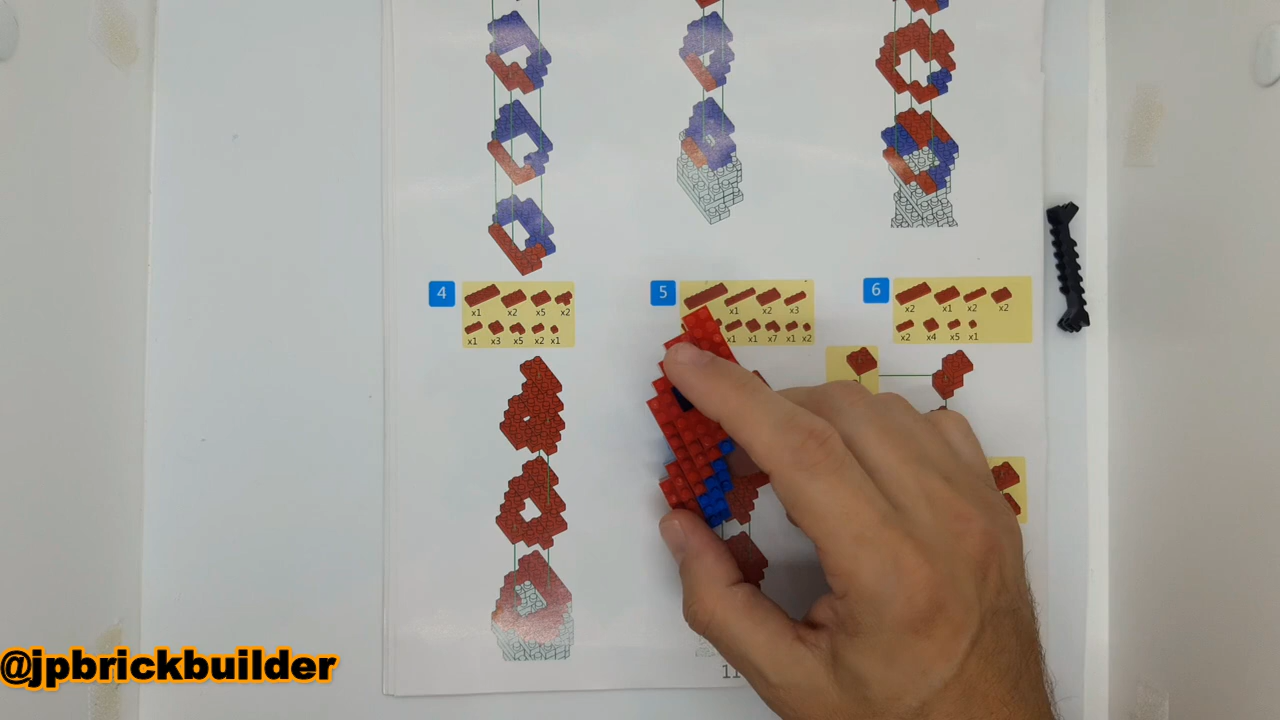 4
x1 x2 x5 x2
x1 x3 x5 x2 x1
5
x1 x2 x3
x1 x1 x7 x1 x2
6
x2 x1 x2 x2
x2 x4 x5 x1
11
@jpbrickbuilder